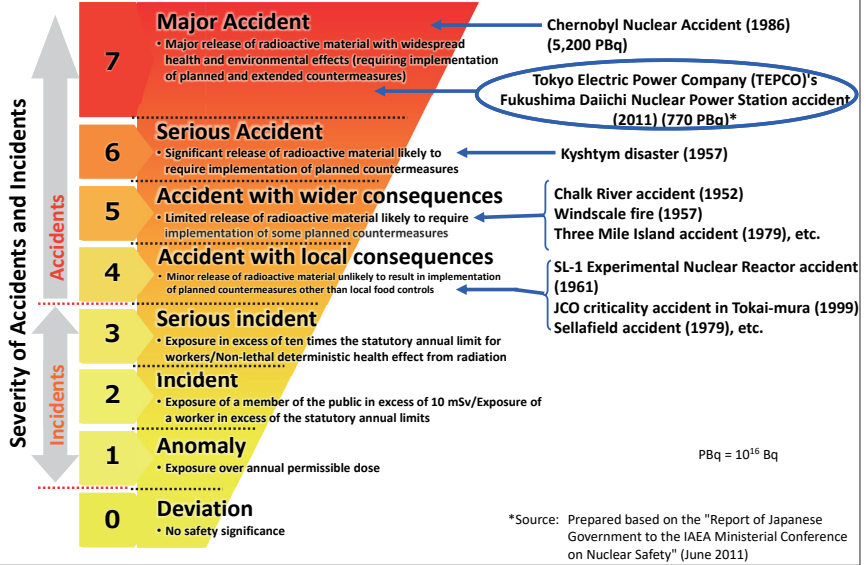 Severity of Accidents and Incidents
Accidents
Incidents
7
Major Accident
• Major release of radioactive material with widespread
health and environmental effects (requiring implementation
of planned and extended countermeasures)
Chernobyl Nuclear Accident (1986)
(5,200 PBq)
Tokyo Electric Power Company (TEPCO)'s
Fukushima Daiichi Nuclear Power Station accident
(2011) (770 PBq)*
6
Serious Accident
• Significant release of radioactive material likely to
require implementation of planned countermeasures
Kyshtym disaster (1957)
5
Accident with wider consequences
• Limited release of radioactive material likely to require
implementation of some planned countermeasures
Chalk River accident (1952)
Windscale fire (1957)
Three Mile Island accident (1979), etc.
4
Accident with local consequences
• Minor release of radioactive material unlikely to result in implementation
of planned countermeasures other than local food controls
SL-1 Experimental Nuclear Reactor accident
(1961)
JCO criticality accident in Tokai-mura (1999)
Sellafield accident (1979), etc.
3
Serious incident
• Exposure in excess of ten times the statutory annual limit for
workers/Non-lethal deterministic health effect from radiation
2
Incident
• Exposure of a member of the public in excess of 10 mSv/Exposure of
a worker in excess of the statutory annual limits
1
Anomaly
• Exposure over annual permissible dose
PBq = 10¹⁶ Bq
0
Deviation
• No safety significance
*Source: Prepared based on the "Report of Japanese
Government to the IAEA Ministerial Conference
on Nuclear Safety" (June 2011)